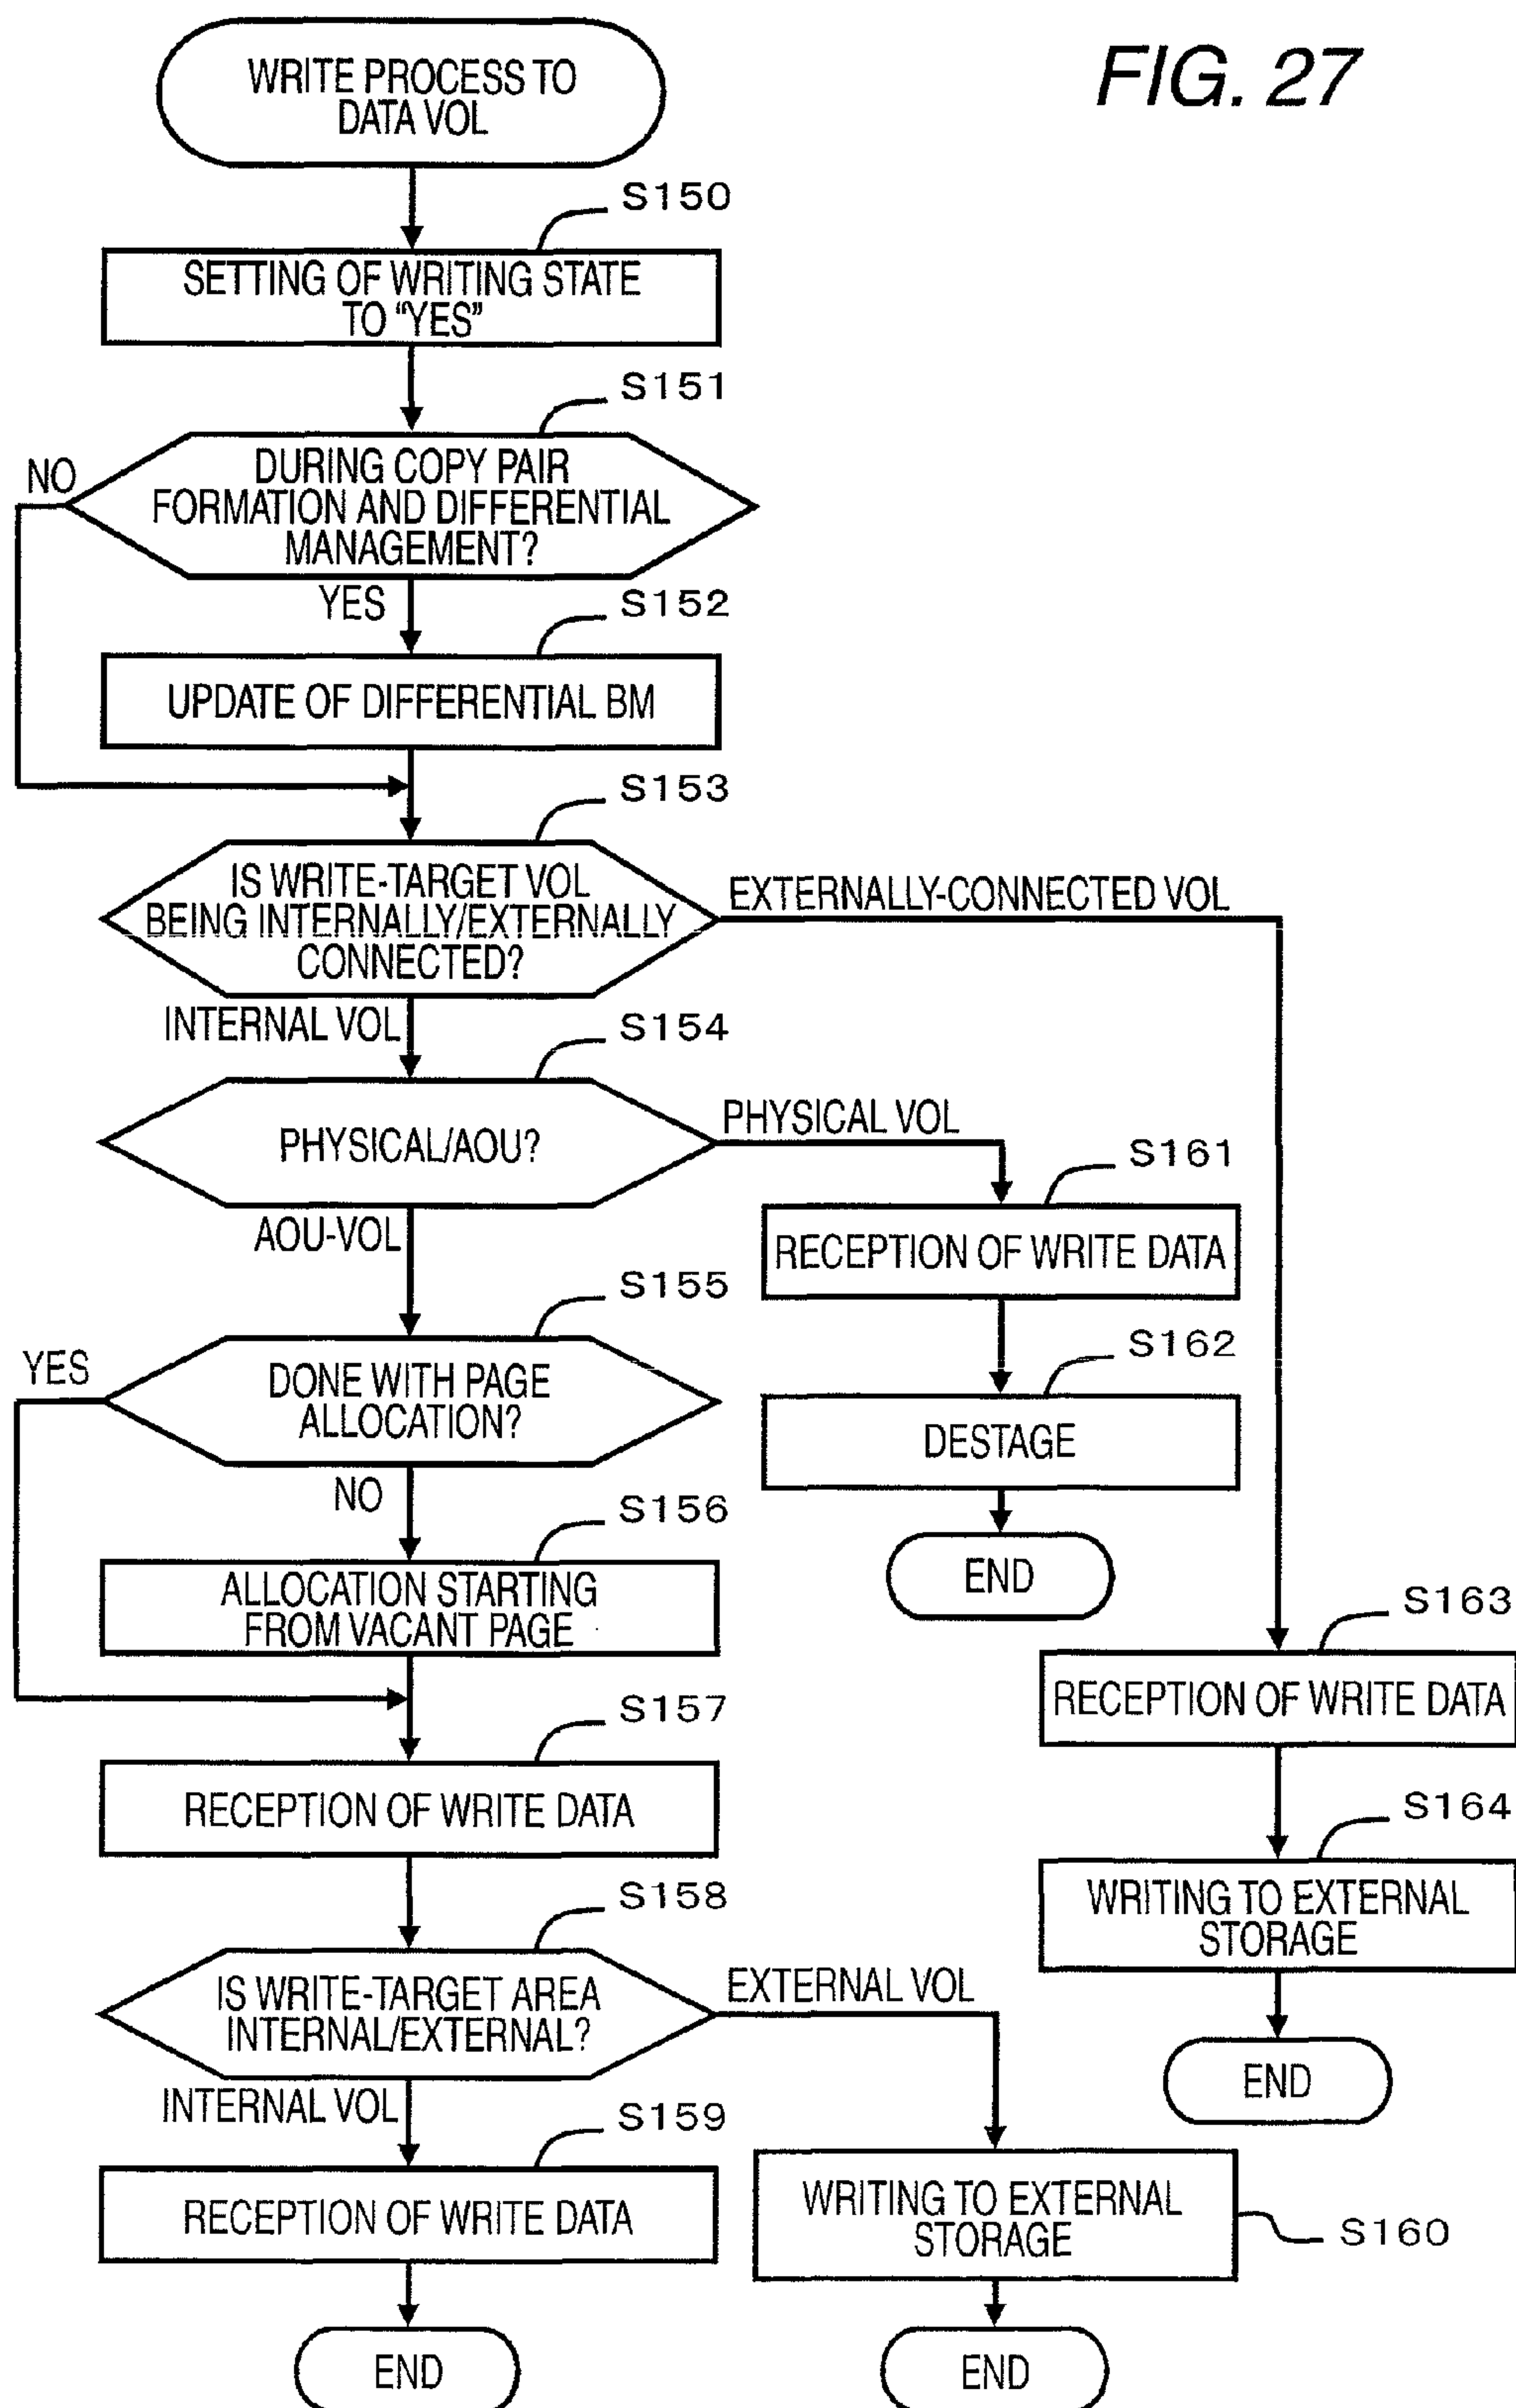 FIG. 27
WRITE PROCESS TO
DATA VOL
S150
SETTING OF WRITING STATE
TO “YES”
S151
NO
DURING COPY PAIR
FORMATION AND DIFFERENTIAL
MANAGEMENT?
YES
S152
UPDATE OF DIFFERENTIAL BM
S153
IS WRITE-TARGET VOL
BEING INTERNALLY/EXTERNALLY
CONNECTED?
EXTERNALLY-CONNECTED VOL
INTERNAL VOL
S154
PHYSICAL/AOU?
PHYSICAL VOL
AOU-VOL
S161
RECEPTION OF WRITE DATA
S155
YES
DONE WITH PAGE
ALLOCATION?
S162
DESTAGE
NO
END
S156
ALLOCATION STARTING
FROM VACANT PAGE
S163
RECEPTION OF WRITE DATA
S157
RECEPTION OF WRITE DATA
S164
WRITING TO EXTERNAL
STORAGE
END
S158
IS WRITE-TARGET AREA
INTERNAL/EXTERNAL?
EXTERNAL VOL
INTERNAL VOL
S159
RECEPTION OF WRITE DATA
WRITING TO EXTERNAL
STORAGE
S160
END
END